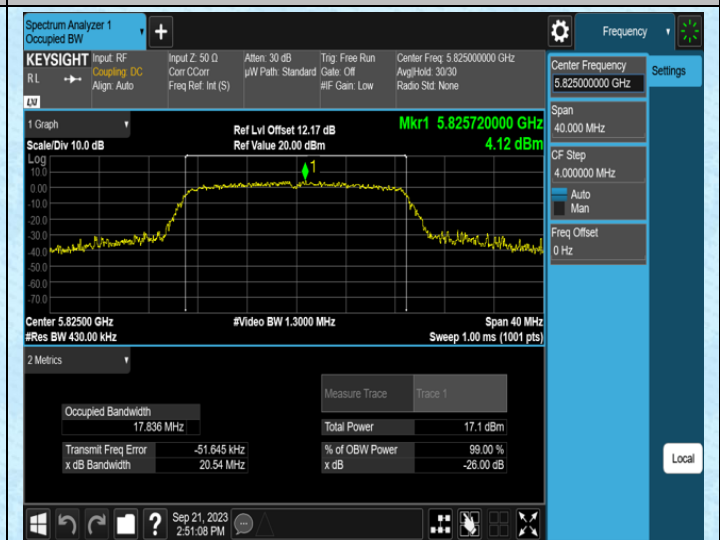 Spectrum Analyzer 1
Occupied BW
Frequency
KEYSIGHT
RL
LXI
Input: RF
Coupling: DC
Align: Auto
Input Z: 50 Ω
Corr CCorr
Freq Ref: Int (S)
Atten: 30 dB
µW Path: Standard
Trig: Free Run
Gate: Off
#IF Gain: Low
Center Freq: 5.825000000 GHz
Avg|Hold: 30/30
Radio Std: None
Center Frequency
5.825000000 GHz
Settings
Span
40.000 MHz
CF Step
4.000000 MHz
Auto
Man
Freq Offset
0 Hz
1 Graph
Scale/Div 10.0 dB
Ref Lvl Offset 12.17 dB
Ref Value 20.00 dBm
Mkr1 5.825720000 GHz
4.12 dBm
Log
10.0
0.00
-10.0
-20.0
-30.0
-40.0
-50.0
-60.0
-70.0
1
Center 5.82500 GHz
#Res BW 430.00 kHz
#Video BW 1.3000 MHz
Span 40 MHz
Sweep 1.00 ms (1001 pts)
2 Metrics
Measure Trace
Trace 1
Occupied Bandwidth
17.836 MHz
Total Power
17.1 dBm
Transmit Freq Error
-51.645 kHz
% of OBW Power
99.00 %
x dB Bandwidth
20.54 MHz
x dB
-26.00 dB
Local
?
Sep 21, 2023
2:51:08 PM